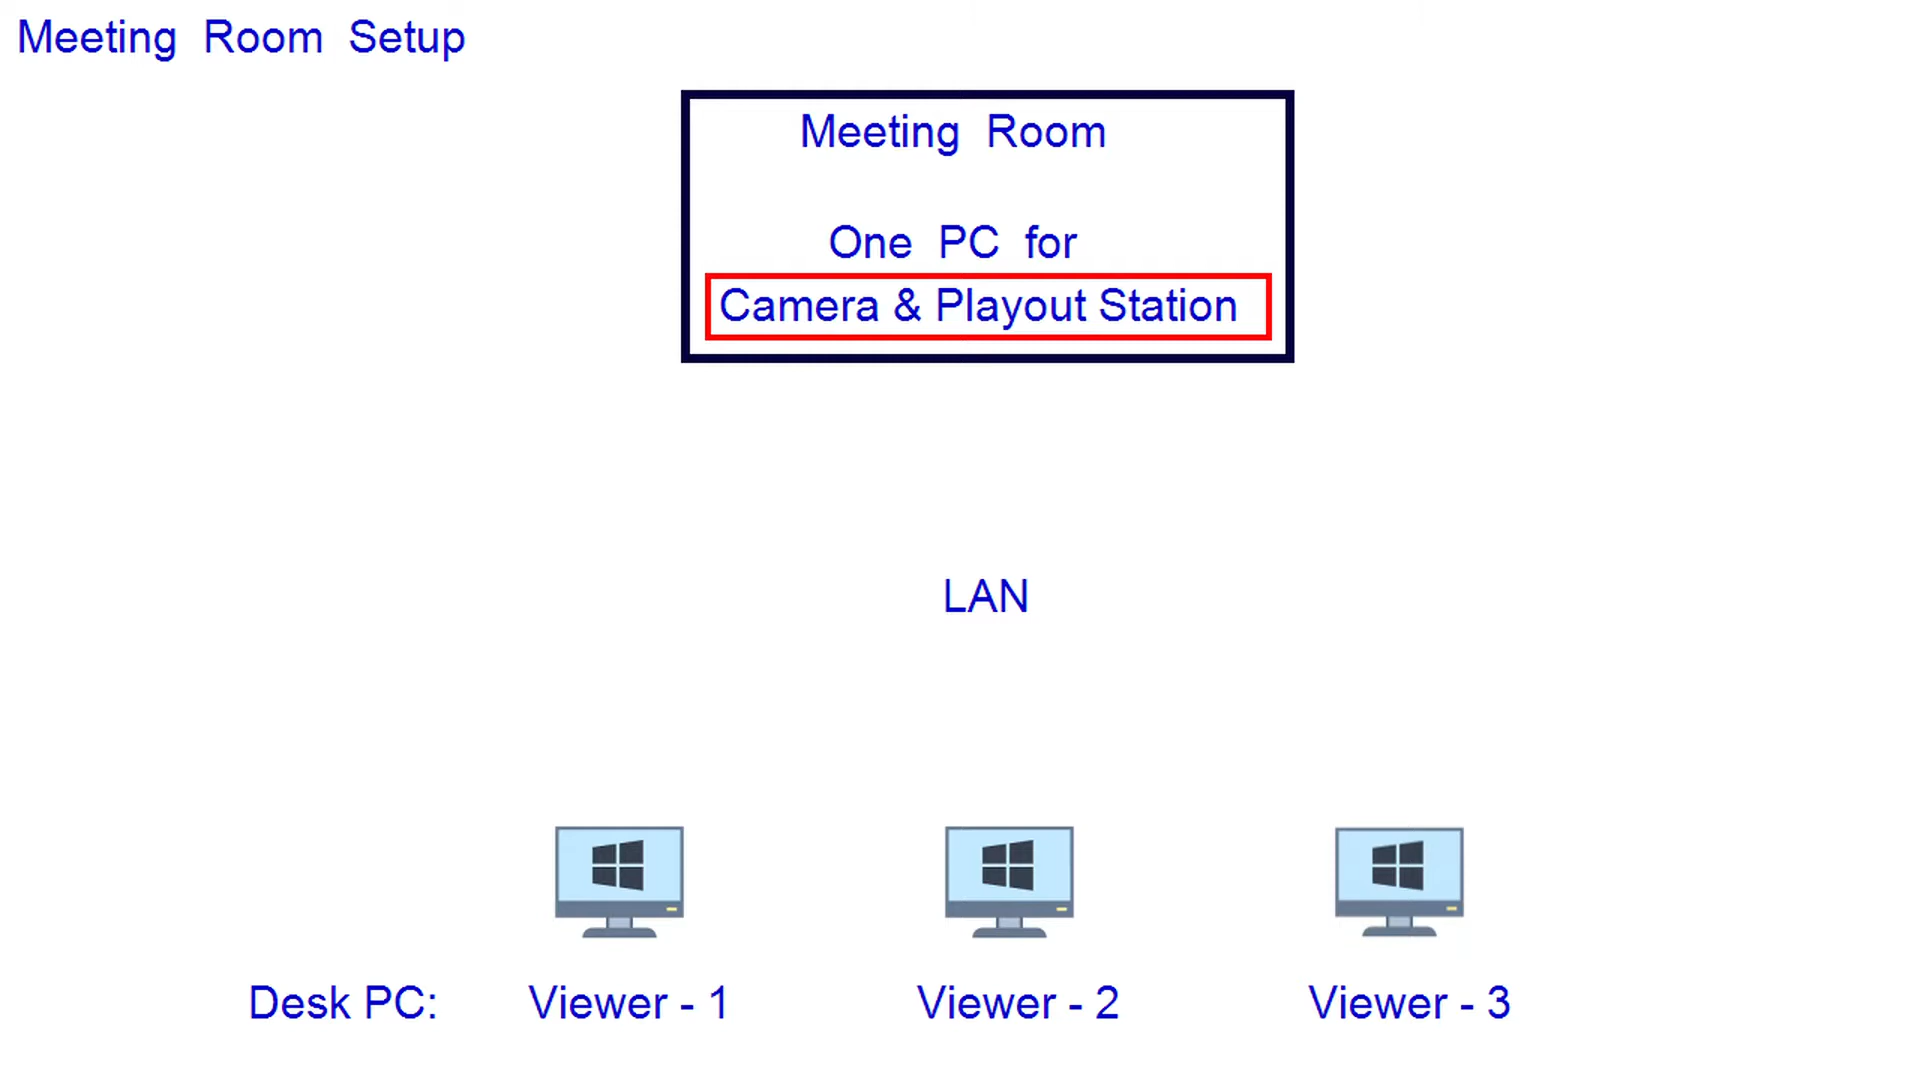 Meeting Room Setup
Meeting Room
One PC for
Camera & Playout Station
LAN
Desk PC: Viewer - 1 Viewer - 2 Viewer - 3